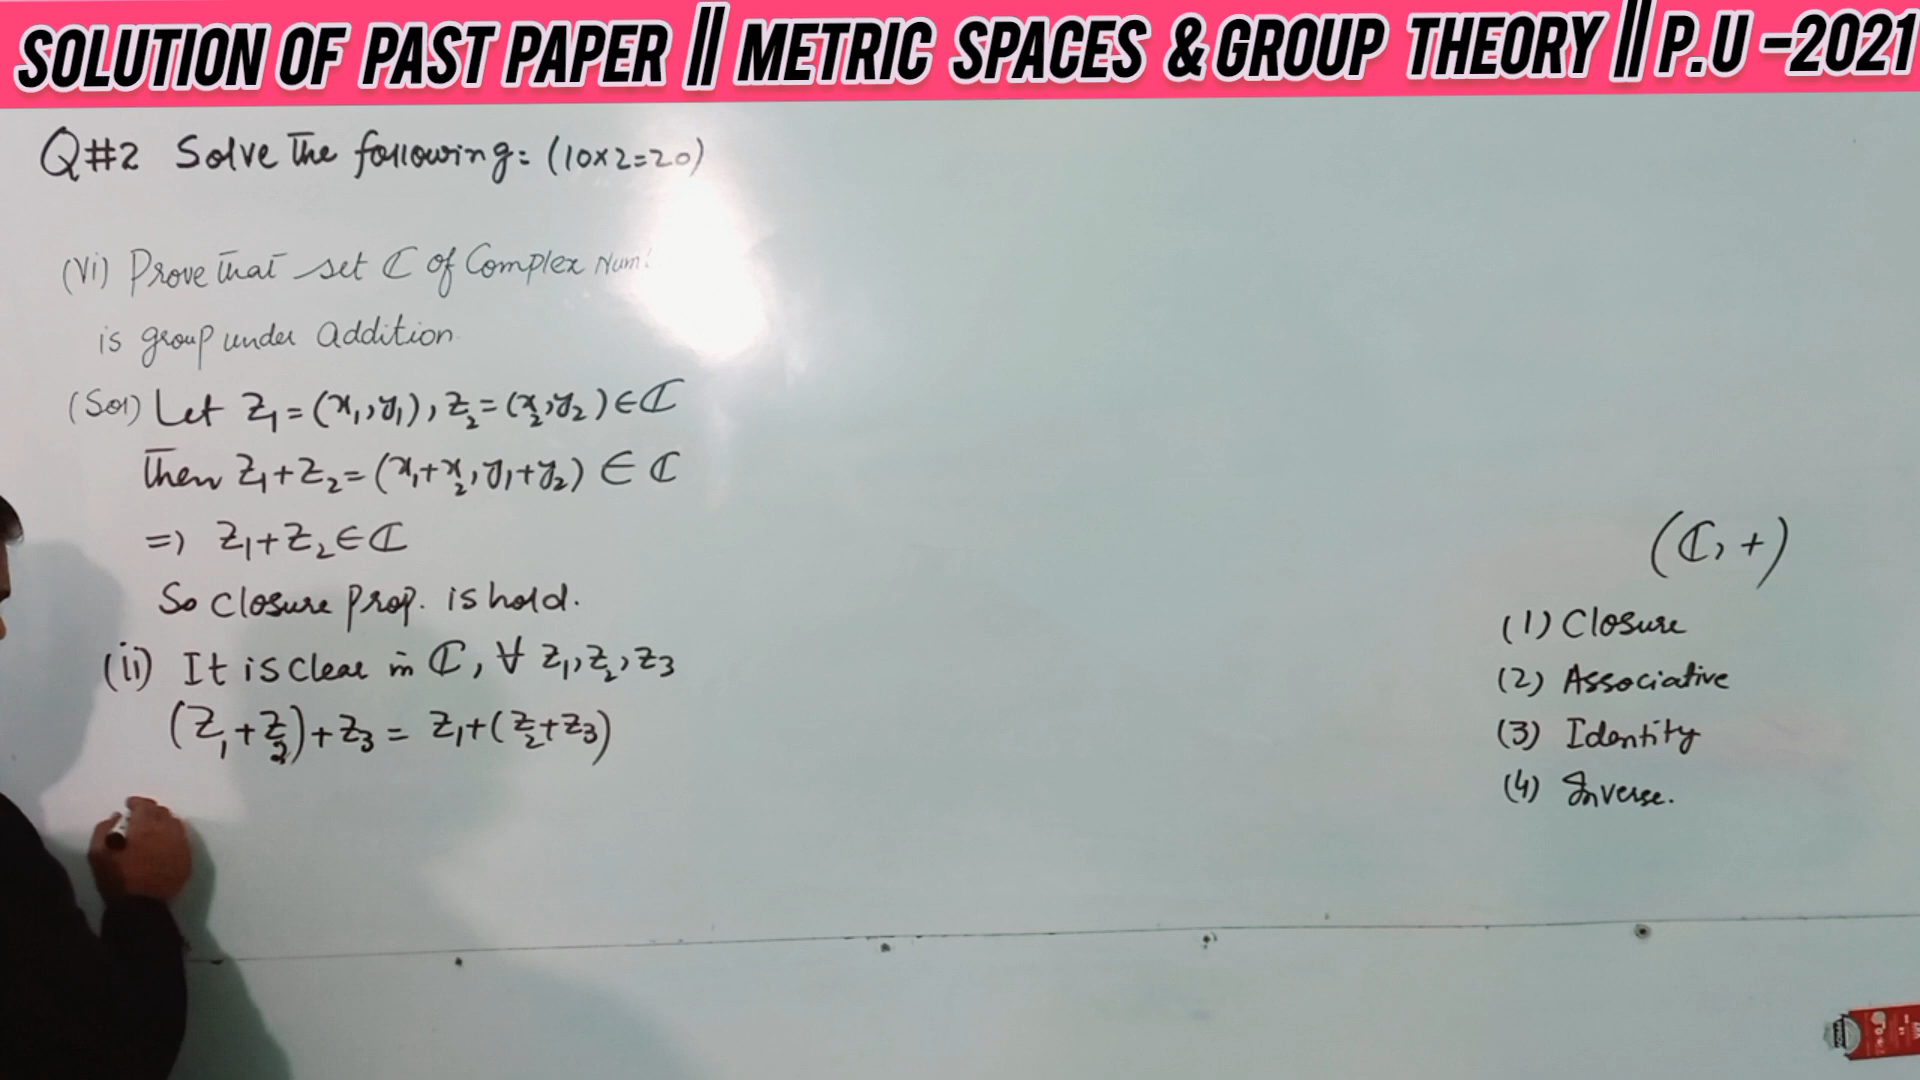 SOLUTION OF PAST PAPER || METRIC SPACES & GROUP THEORY || P.U -2021
Q#2 Solve the following: (10×2=20)
(vi) Prove that set ℂ of Complex Num
is group under addition
(Sol) Let Z₁ = (x₁,y₁), Z₂ = (x₂,y₂) ∈ ℂ
Then Z₁+Z₂ = (x₁+x₂, y₁+y₂) ∈ ℂ
=) Z₁+Z₂ ∈ ℂ
So Closure Prop. is hold.
(ii) It is Clear in ℂ, ∀ Z₁, Z₂, Z₃
(Z₁+Z₂)+Z₃ = Z₁+(Z₂+Z₃)
(ℂ, +)
(1) Closure
(2) Associative
(3) Identity
(4) Inverse.